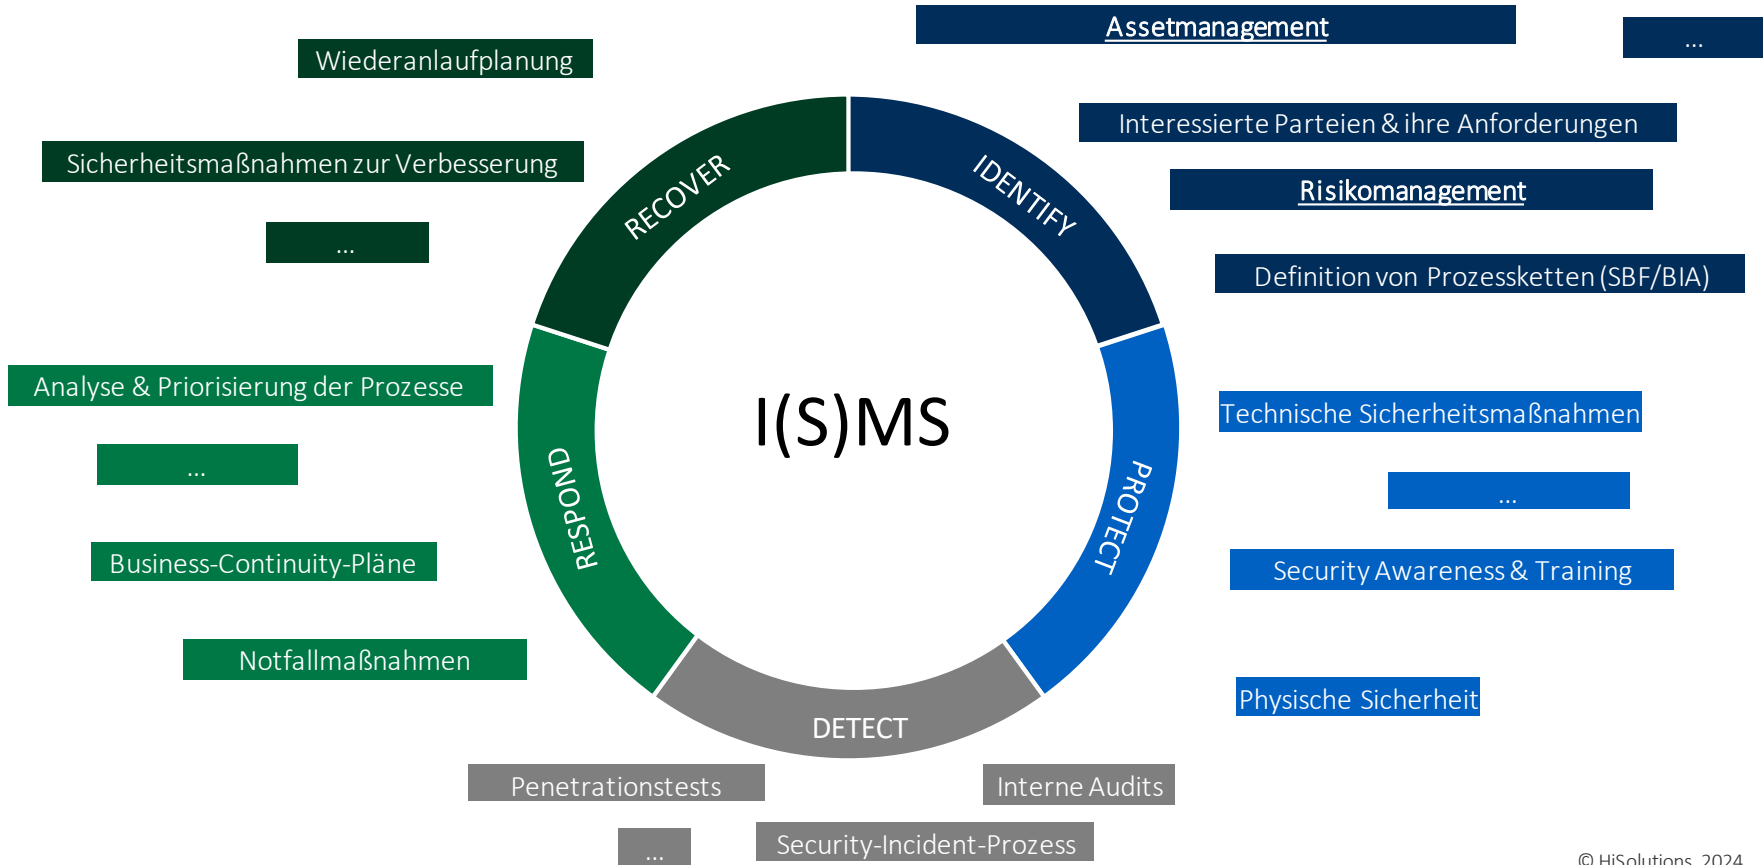 Assetmanagement
...
Wiederanlaufplanung
Interessierte Parteien & ihre Anforderungen
Sicherheitsmaßnahmen zur Verbesserung
RECOVER
IDENTIFY
Risikomanagement
...
Definition von Prozessketten (SBF/BIA)
Analyse & Priorisierung der Prozesse
I(S)MS
Technische Sicherheitsmaßnahmen
...
RESPOND
PROTECT
...
Business-Continuity-Pläne
Security Awareness & Training
Notfallmaßnahmen
Physische Sicherheit
DETECT
Penetrationstests
Interne Audits
...
Security-Incident-Prozess
© HiSolutions, 2024